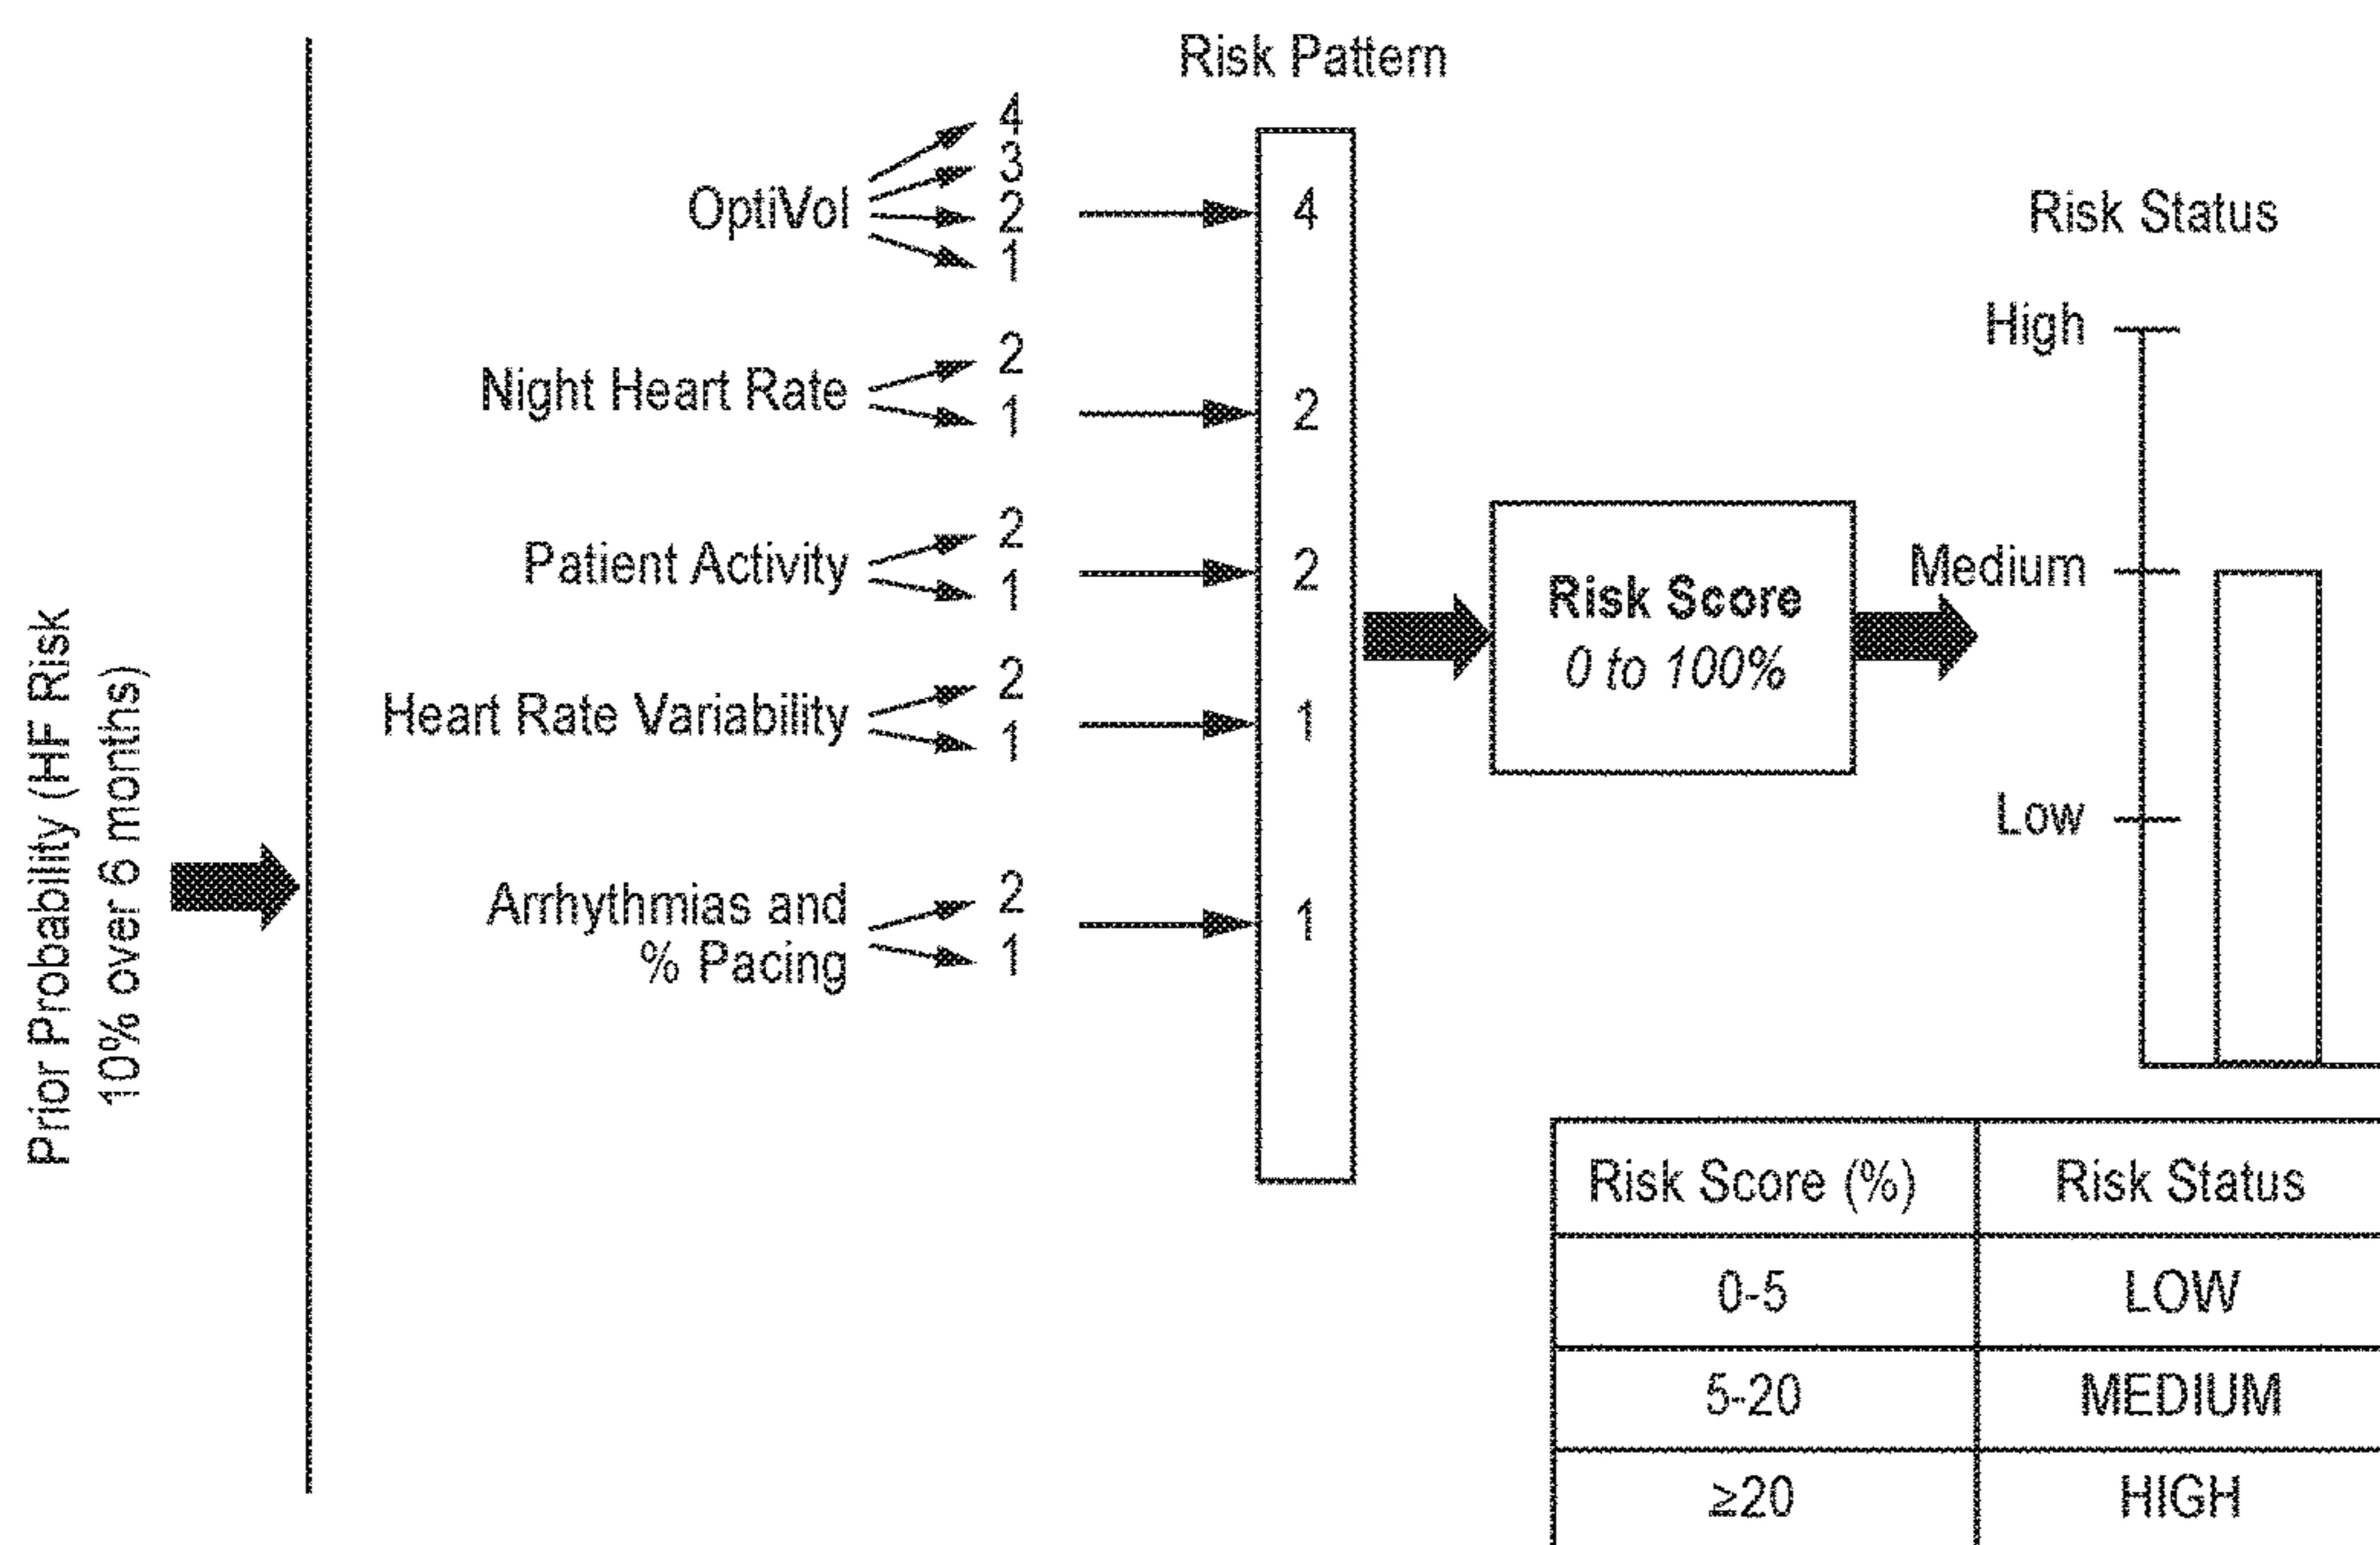 Prior Probability (HF Risk
10% over 6 months)
Risk Pattern
OptiVol
4
3
2
1
4
Night Heart Rate
2
1
2
Patient Activity
2
1
2
Heart Rate Variability
2
1
1
Arrhythmias and
% Pacing
2
1
1
Risk Score
0 to 100%
Risk Status
High
Medium
Low
Risk Score (%) Risk Status
0-5 LOW
5-20 MEDIUM
≥20 HIGH